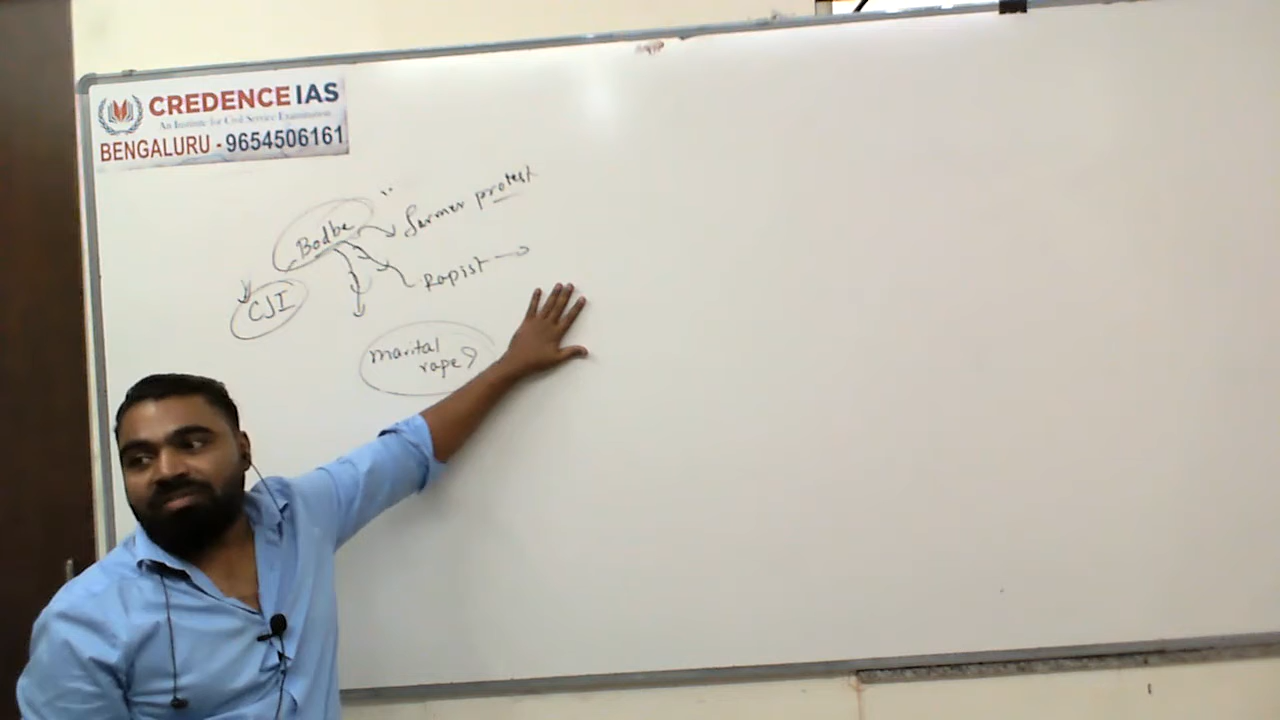 CREDENCE IAS
An Institute for Civil Service Examination
BENGALURU - 9654506161
Bodbe
farmer protest
Rapist
CJI
marital
rape?